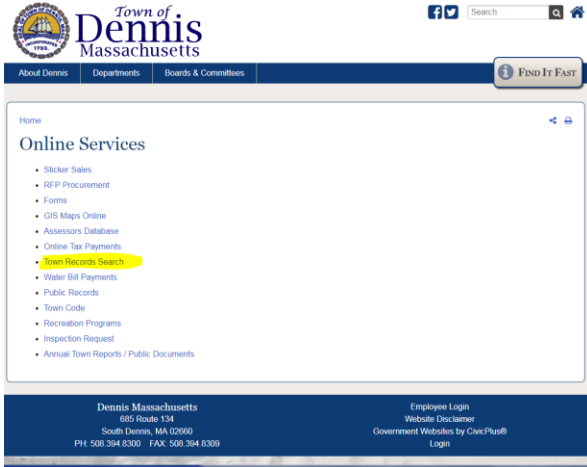 Town of
Dennis
Massachusetts
Search
About Dennis
Departments
Boards & Committees
FIND IT FAST
Home
Online Services
Sticker Sales
RFP Procurement
Forms
GIS Maps Online
Assessors Database
Online Tax Payments
Town Records Search
Water Bill Payments
Public Records
Town Code
Recreation Programs
Inspection Request
Annual Town Reports / Public Documents
Dennis Massachusetts
685 Route 134
South Dennis, MA 02660
PH: 508.394.8300 FAX: 508.394.8309
Employee Login
Website Disclaimer
Government Websites by CivicPlus®
Login